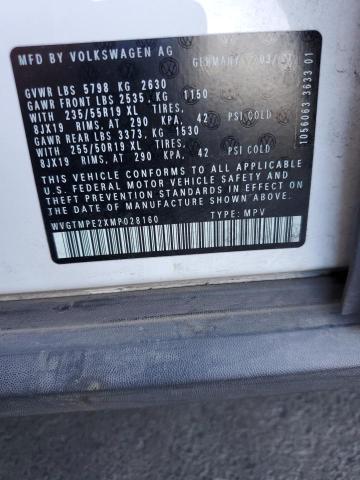 MFD BY VOLKSWAGEN AG GERMANY 03/21
GVWR LBS 5798 KG 2630
GAWR FRONT LBS 2535, KG 1150
WITH 235/55R19 XL TIRES,
8JX19 RIMS, AT 290 KPA, 42 PSI COLD
GAWR REAR LBS 3373, KG 1530
WITH 255/50R19 XL TIRES,
8JX19 RIMS, AT 290 KPA, 42 PSI COLD
THIS VEHICLE CONFORMS TO ALL APPLICABLE
U.S. FEDERAL MOTOR VEHICLE SAFETY AND
THEFT PREVENTION STANDARDS IN EFFECT ON
THE DATE OF MANUFACTURE SHOWN ABOVE.
WVGTMPE2XMP028160 TYPE: MPV
1056063 3633 01